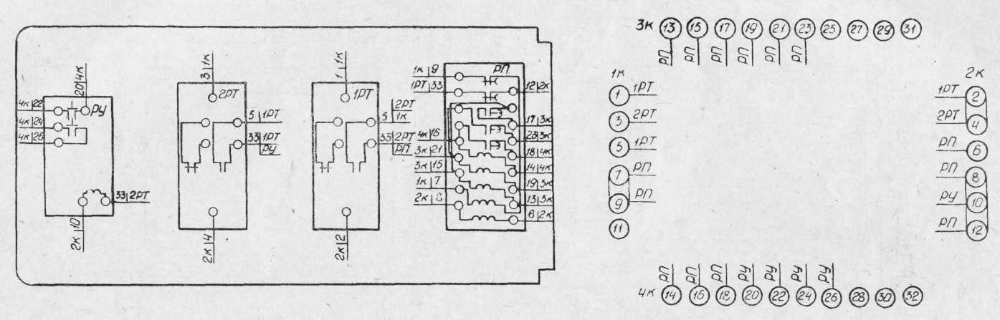 20|4к
4к|22
РУ
4к|24
4к|26
33|2РТ
2к|10
3|1к
2РТ
5|1РТ
33|1РТ
РУ
2к|4
1|1к
1РТ
2РТ
5|1к
33|2РТ
РП
2к|2
1к|9
РП
1РТ|33
12|2к
17|3к
4к|16
23|3к
3к|21
18|4к
3к|15
14|4к
1к|7
19|3к
2к|8
13|3к
6|2к
3к 13 15 17 19 21 23 25 27 29 31
РП РП РП РП РП РП
1к
1 1РТ
3 2РТ
5 1РТ
7 РП
9 РП
11
2к
1РТ 2
2РТ 4
РП 6
РП 8
РУ 10
РП 12
РП РП РП РУ РУ РУ РУ
4к 14 16 18 20 22 24 26 28 30 32